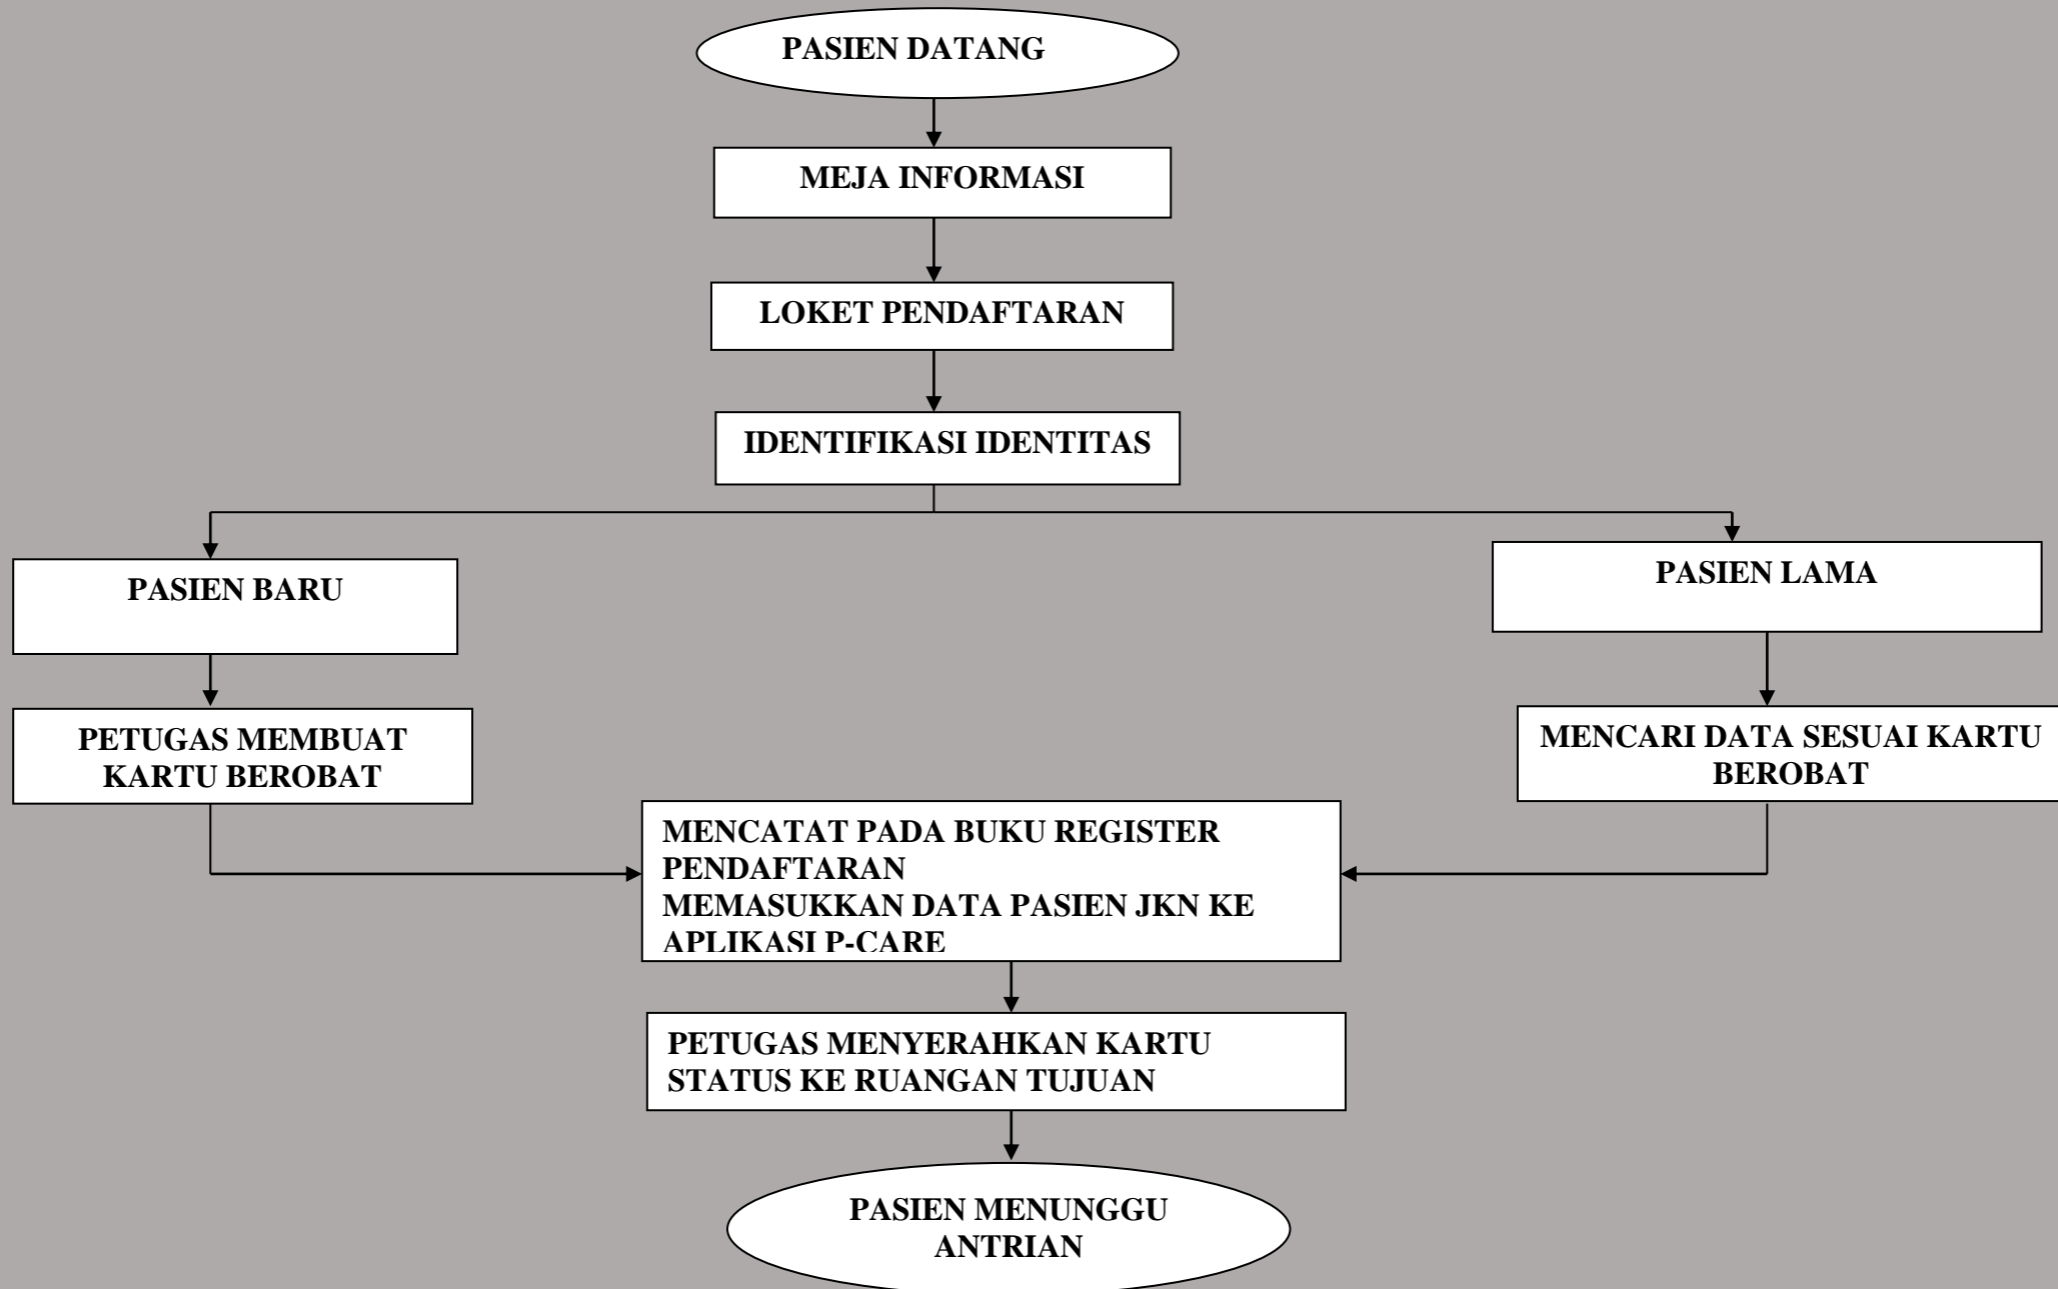 PASIEN DATANG
MEJA INFORMASI
LOKET PENDAFTARAN
IDENTIFIKASI IDENTITAS
PASIEN BARU
PASIEN LAMA
PETUGAS MEMBUAT
KARTU BEROBAT
MENCARI DATA SESUAI KARTU
BEROBAT
MENCATAT PADA BUKU REGISTER
PENDAFTARAN
MEMASUKKAN DATA PASIEN JKN KE
APLIKASI P-CARE
PETUGAS MENYERAHKAN KARTU
STATUS KE RUANGAN TUJUAN
PASIEN MENUNGGU
ANTRIAN